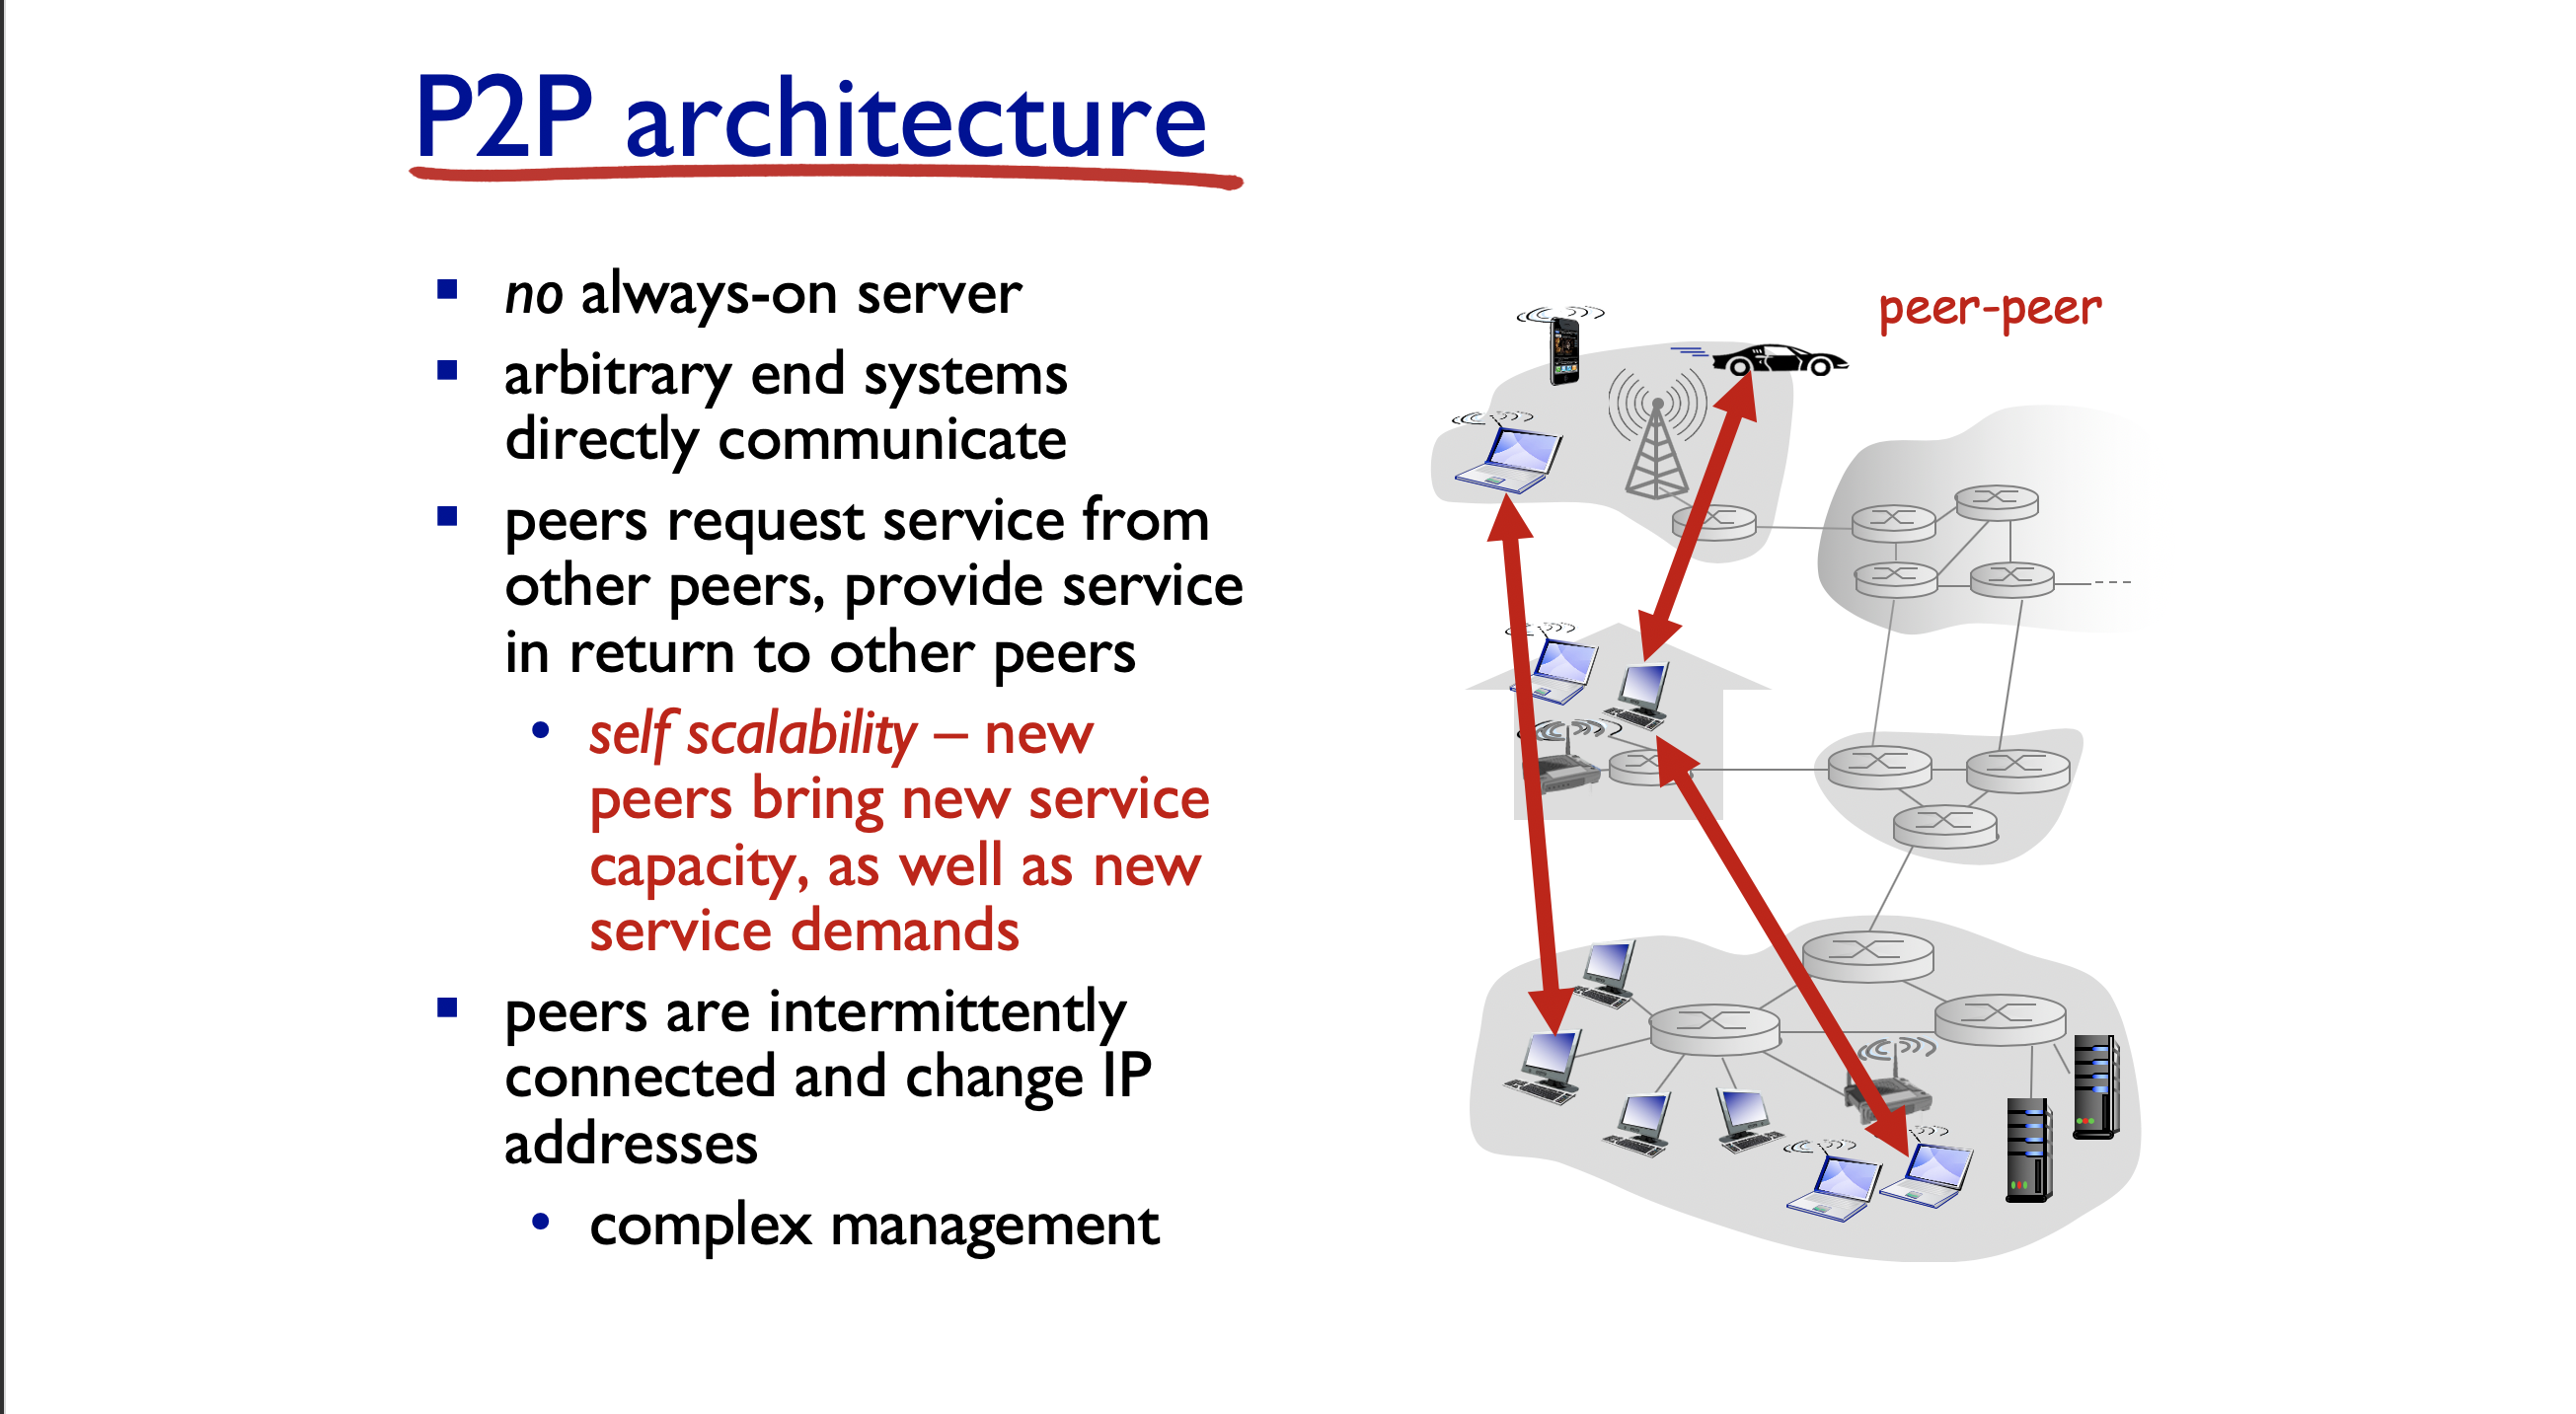 P2P architecture
no always-on server
arbitrary end systems
directly communicate
peers request service from
other peers, provide service
in return to other peers
self scalability – new
peers bring new service
capacity, as well as new
service demands
peers are intermittently
connected and change IP
addresses
complex management
peer-peer